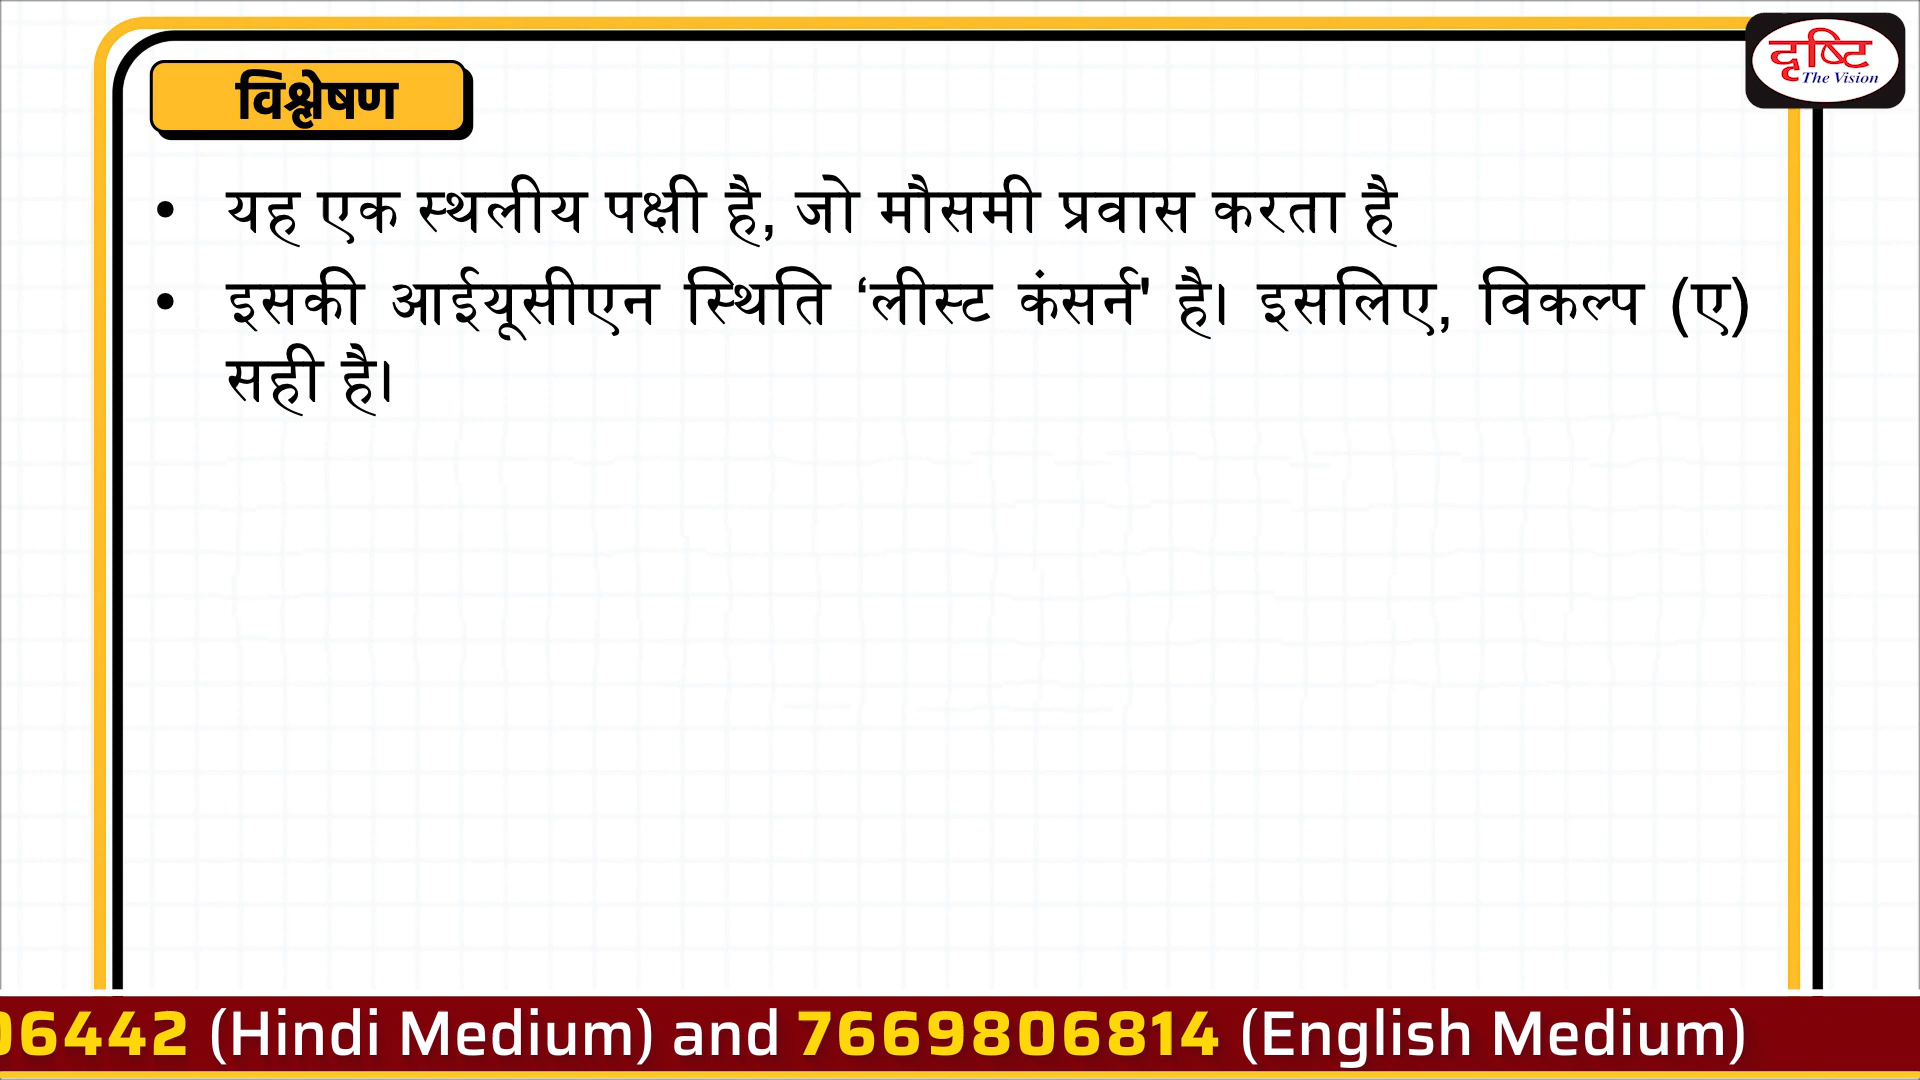 दृष्टि
The Vision
विश्लेषण
• यह एक स्थलीय पक्षी है, जो मौसमी प्रवास करता है
• इसकी आईयूसीएन स्थिति ‘लीस्ट कंसर्न' है। इसलिए, विकल्प (ए)
सही है।
06442 (Hindi Medium) and 7669806814 (English Medium)